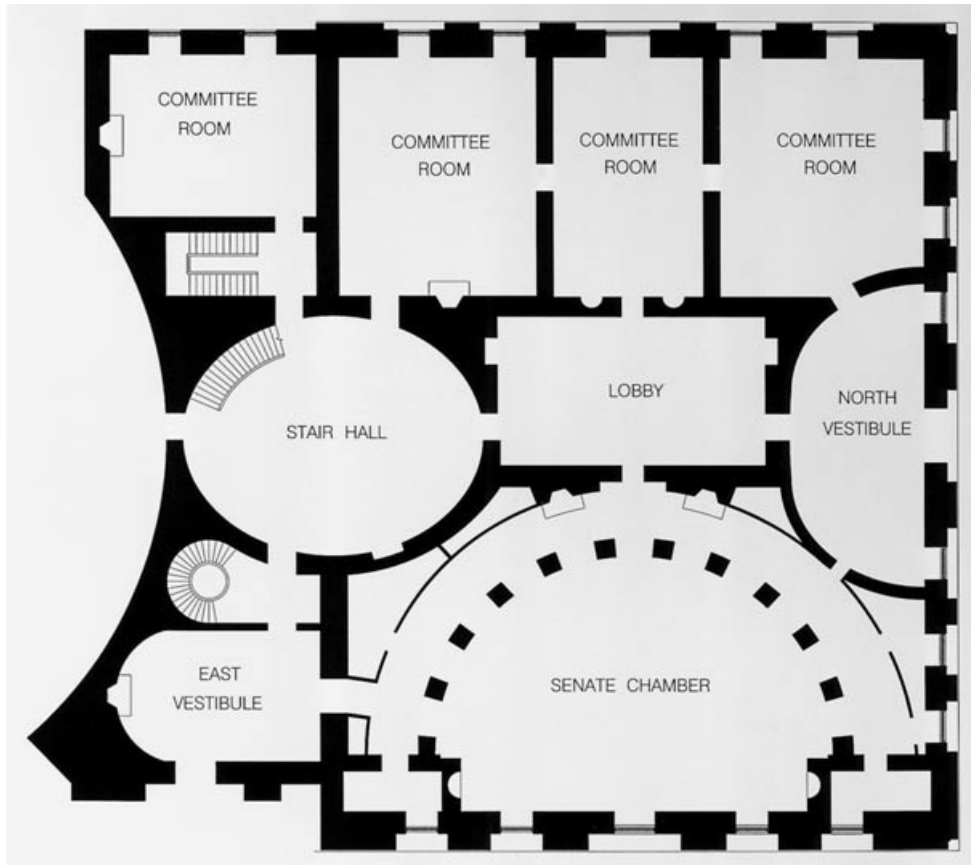 COMMITTEE
ROOM
COMMITTEE
ROOM
COMMITTEE
ROOM
COMMITTEE
ROOM
STAIR HALL
LOBBY
NORTH
VESTIBULE
EAST
VESTIBULE
SENATE CHAMBER